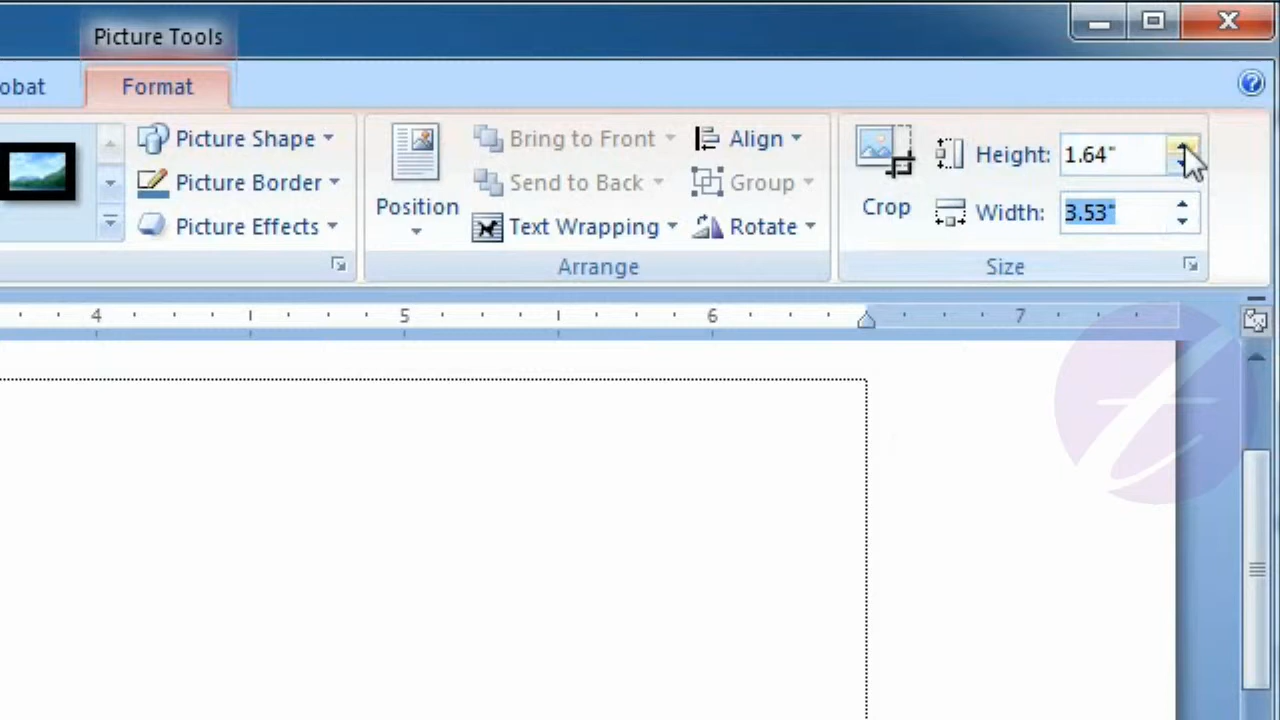 Picture Tools
obat
Format
Picture Shape
Picture Border
Picture Effects
Position
Bring to Front
Send to Back
Text Wrapping
Align
Group
Rotate
Arrange
Crop
Height: 1.64"
Width: 3.53"
Size
4 5 6 7
t